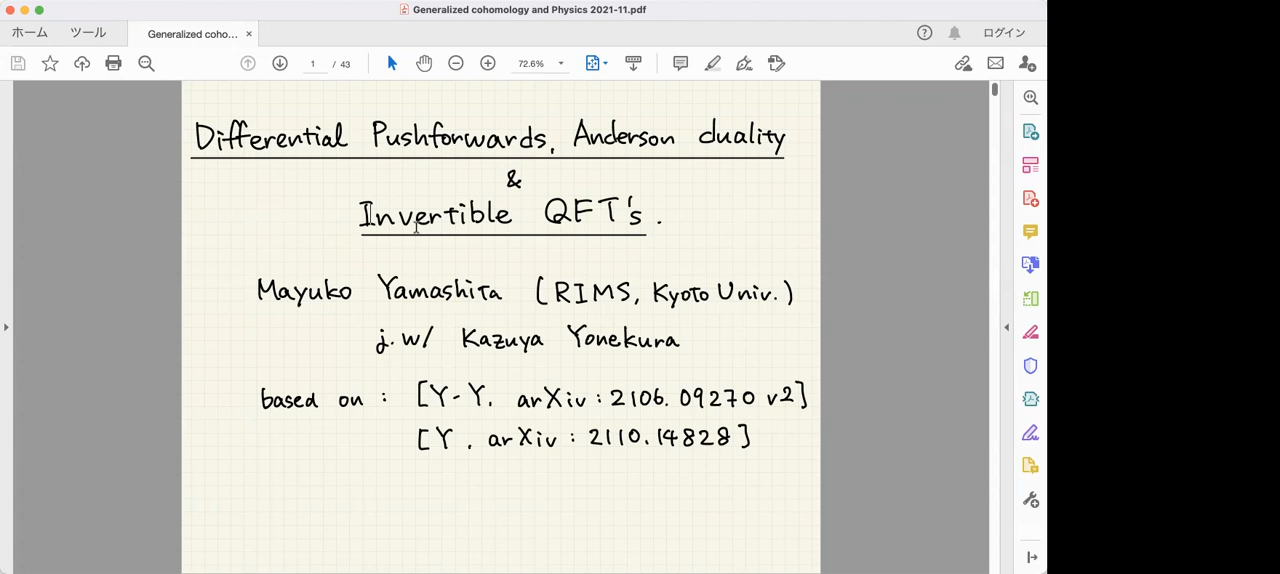 Generalized cohomology and Physics 2021-11.pdf
ホーム ツール Generalized coho... × ログイン
1 / 43 72.6%
Differential Pushforwards, Anderson duality
&
Invertible QFT's.
Mayuko Yamashita (RIMS, Kyoto Univ.)
j.w/ Kazuya Yonekura
based on : [Y-Y. arXiv : 2106.09270 v2]
[Y. arXiv : 2110.14828]